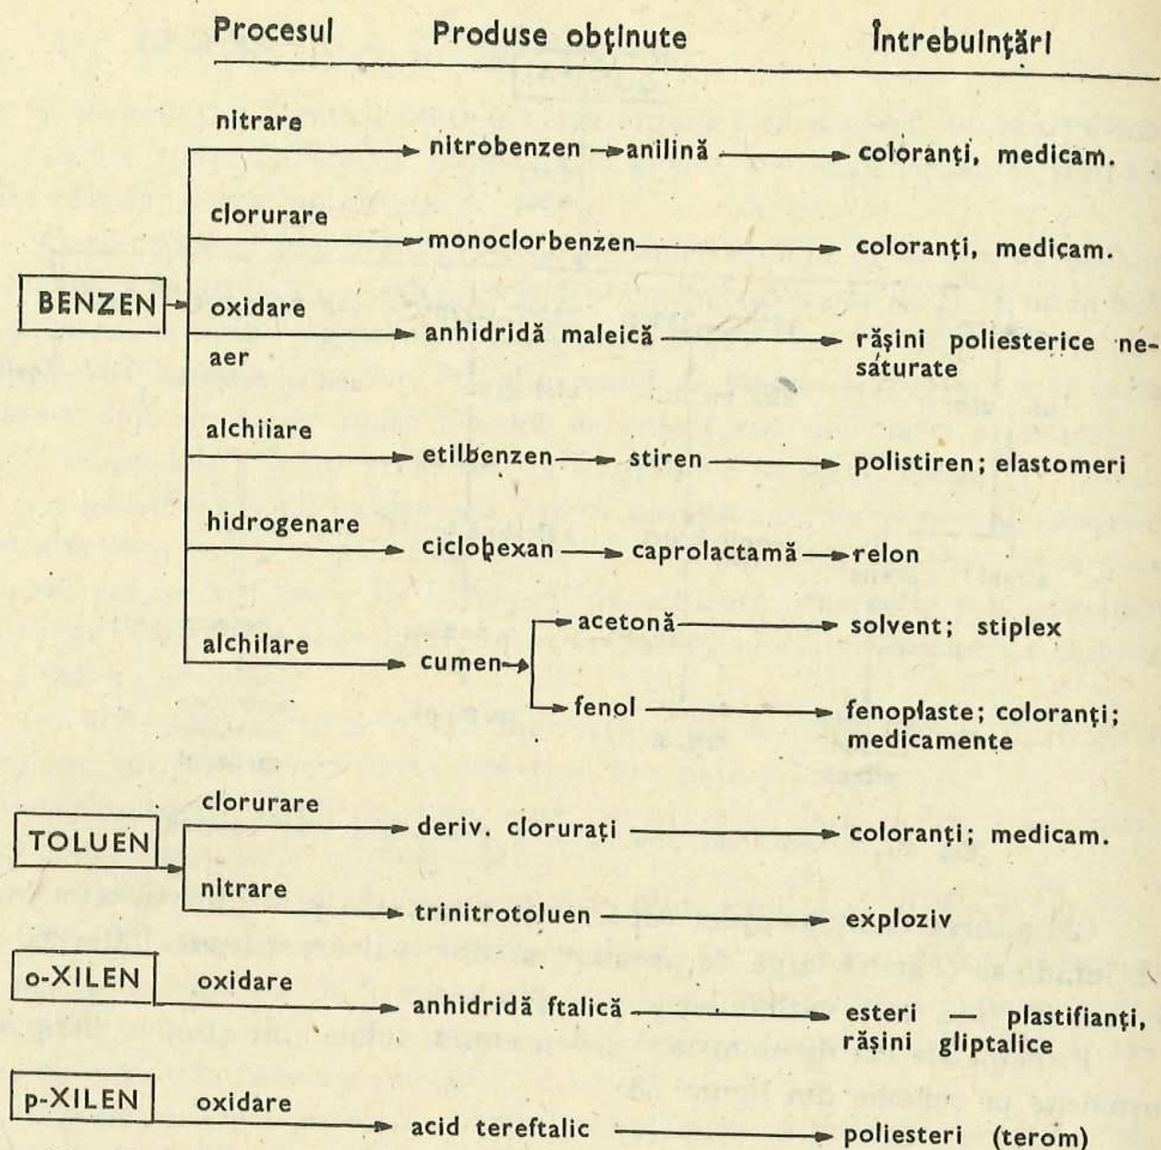 Procesul Produse obținute Întrebuințări
nitrare
nitrobenzen anilină coloranți, medicam.
clorurare
monoclorbenzen coloranți, medicam.
BENZEN
oxidare
anhidridă maleică rășini poliesterice ne-
aer
saturate
alchiiare
etilbenzen stiren polistiren; elastomeri
hidrogenare
ciclohexan caprolactamă relon
acetonă solvent; stiplex
alchilare
cumen
fenol fenoplaste; coloranți;
medicamente
clorurare
TOLUEN
deriv. clorurați coloranți; medicam.
nitrare
trinitrotoluen exploziv
o-XILEN oxidare
anhidridă ftalică esteri — plastifianți,
rășini gliptalice
p-XILEN oxidare
acid tereftalic poliesteri (terom)